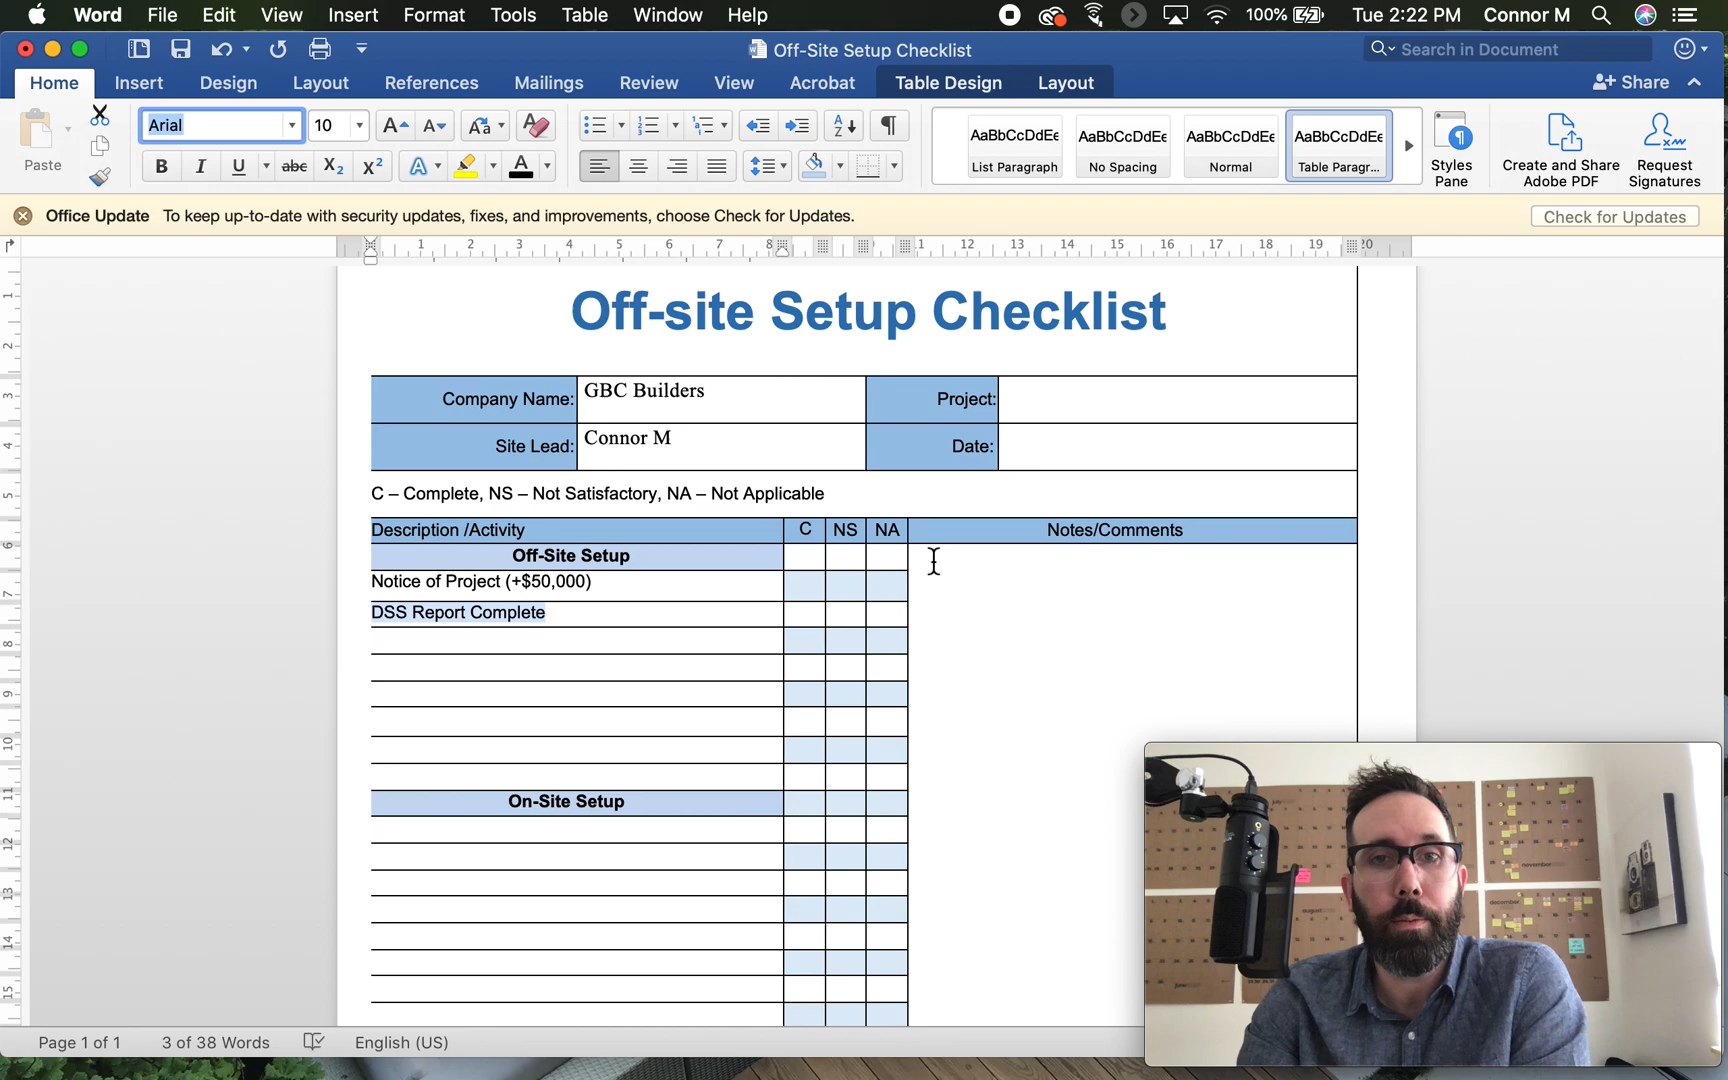 Word File Edit View Insert Format Tools Table Window Help 100% Tue 2:22 PM Connor M
Off-Site Setup Checklist
Search in Document
Home Insert Design Layout References Mailings Review View Acrobat Table Design Layout Share
Paste
Arial 10
AaBbCcDdEe AaBbCcDdEe AaBbCcDdEe AaBbCcDdEe
List Paragraph No Spacing Normal Table Paragr...
Styles Pane
Create and Share Adobe PDF
Request Signatures
Office Update To keep up-to-date with security updates, fixes, and improvements, choose Check for Updates.
Check for Updates
Off-site Setup Checklist
Company Name: GBC Builders Project:
Site Lead: Connor M Date:
C – Complete, NS – Not Satisfactory, NA – Not Applicable
Description /Activity C NS NA Notes/Comments
Off-Site Setup
Notice of Project (+$50,000)
DSS Report Complete
On-Site Setup
Page 1 of 1 3 of 38 Words English (US)